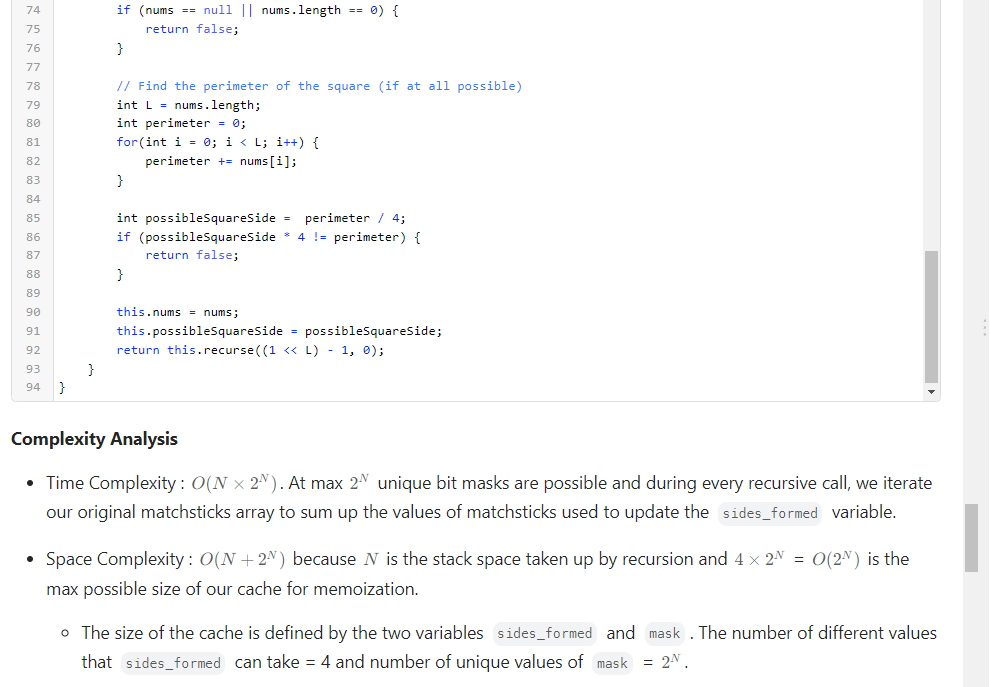 74 if (nums == null || nums.length == 0) {
75 return false;
76 }
77
78 // Find the perimeter of the square (if at all possible)
79 int L = nums.length;
80 int perimeter = 0;
81 for(int i = 0; i < L; i++) {
82 perimeter += nums[i];
83 }
84
85 int possibleSquareSide =  perimeter / 4;
86 if (possibleSquareSide * 4 != perimeter) {
87 return false;
88 }
89
90 this.nums = nums;
91 this.possibleSquareSide = possibleSquareSide;
92 return this.recurse((1 << L) - 1, 0);
93 }
94 }
Complexity Analysis
• Time Complexity : O(N × 2^N). At max 2^N unique bit masks are possible and during every recursive call, we iterate
our original matchsticks array to sum up the values of matchsticks used to update the sides_formed variable.
• Space Complexity : O(N + 2^N) because N is the stack space taken up by recursion and 4 × 2^N = O(2^N) is the
max possible size of our cache for memoization.
◦ The size of the cache is defined by the two variables sides_formed and mask . The number of different values
that sides_formed can take = 4 and number of unique values of mask = 2^N.